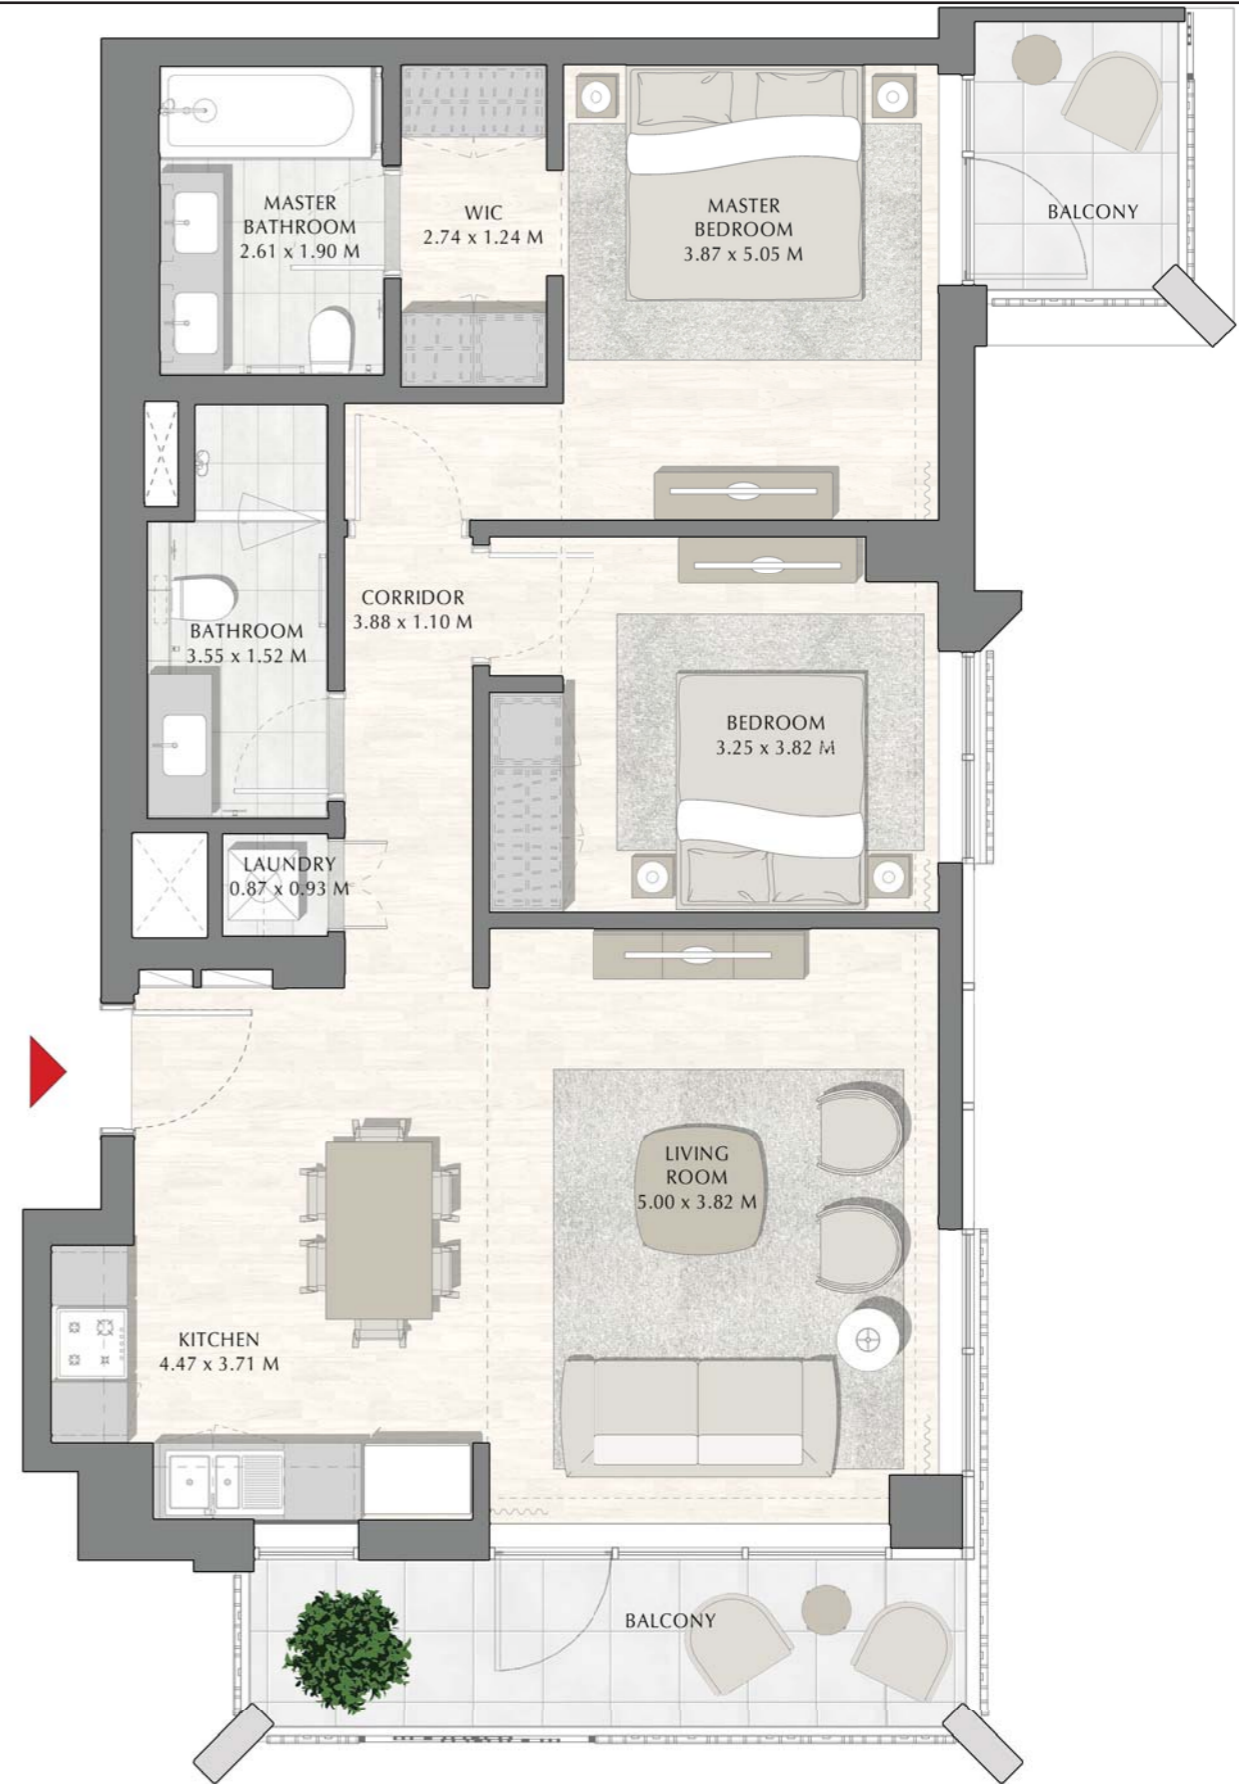 MASTER
BATHROOM
2.61 x 1.90 M
WIC
2.74 x 1.24 M
MASTER
BEDROOM
3.87 x 5.05 M
BALCONY
CORRIDOR
3.88 x 1.10 M
BATHROOM
3.55 x 1.52 M
BEDROOM
3.25 x 3.82 M
LAUNDRY
0.87 x 0.93 M
LIVING
ROOM
5.00 x 3.82 M
KITCHEN
4.47 x 3.71 M
BALCONY